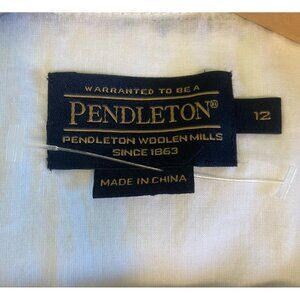 WARRANTED TO BE A
PENDLETON®
PENDLETON WOOLEN MILLS
SINCE 1863
12
MADE IN CHINA